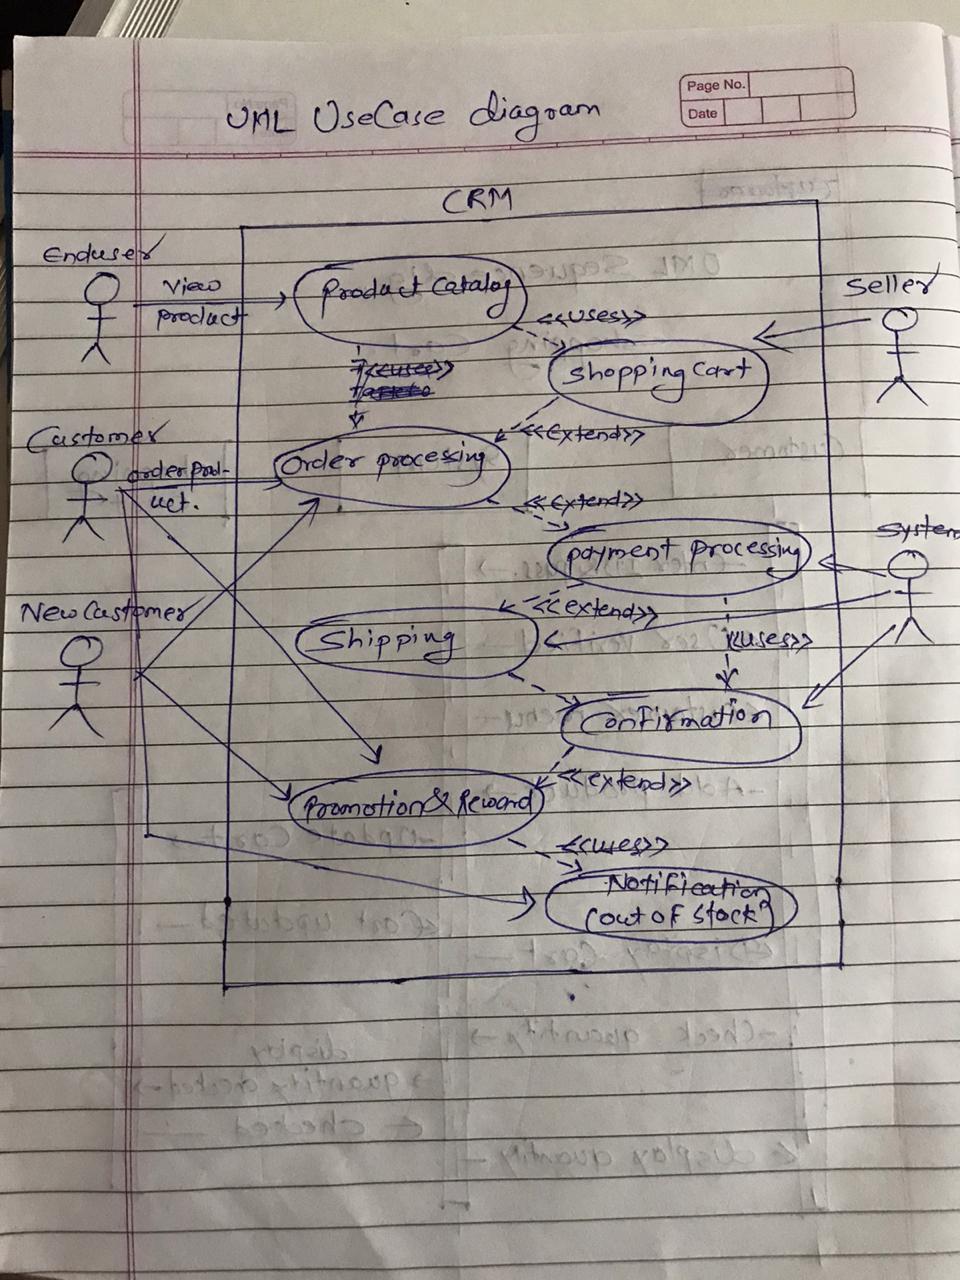 UML UseCase diagram
Page No.
Date
CRM
Enduser
view
product
Product Catalog
<<uses>>
Seller
Shopping Cart
<<extend>>
Customer
order prod-
uct.
Order processing
<<extend>>
System
payment processing
<<extend>>
New Customer
Shipping
<<uses>>
Confirmation
<<extend>>
Promotion & Reward
<<uses>>
Notification
(out of stock)